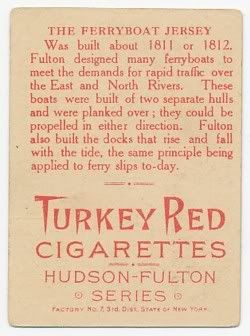 THE FERRYBOAT JERSEY
Was built about 1811 or 1812.
Fulton designed many ferryboats to
meet the demands for rapid traffic over
the East and North Rivers. These
boats were built of two separate hulls
and were planked over; they could be
propelled in either direction. Fulton
also built the docks that rise and fall
with the tide, the same principle being
applied to ferry slips to-day.
TURKEY RED
CIGARETTES
HUDSON-FULTON
SERIES
FACTORY No. 7, 3rd. DIST. STATE OF NEW YORK.